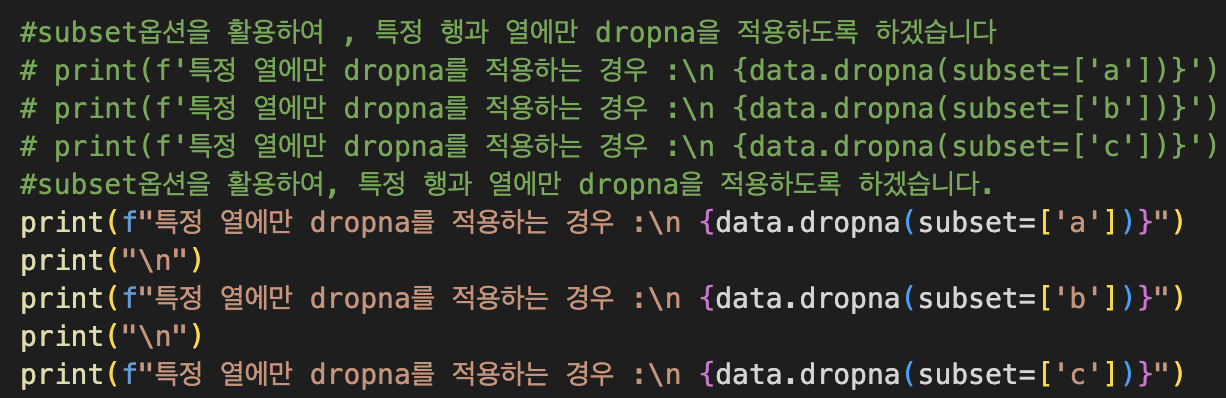 #subset옵션을 활용하여 , 특정 행과 열에만 dropna을 적용하도록 하겠습니다
# print(f'특정 열에만 dropna를 적용하는 경우 :\n {data.dropna(subset=['a'])}')
# print(f'특정 열에만 dropna를 적용하는 경우 :\n {data.dropna(subset=['b'])}')
# print(f'특정 열에만 dropna를 적용하는 경우 :\n {data.dropna(subset=['c'])}')
#subset옵션을 활용하여, 특정 행과 열에만 dropna을 적용하도록 하겠습니다.
print(f"특정 열에만 dropna를 적용하는 경우 :\n {data.dropna(subset=['a'])}")
print("\n")
print(f"특정 열에만 dropna를 적용하는 경우 :\n {data.dropna(subset=['b'])}")
print("\n")
print(f"특정 열에만 dropna를 적용하는 경우 :\n {data.dropna(subset=['c'])}")